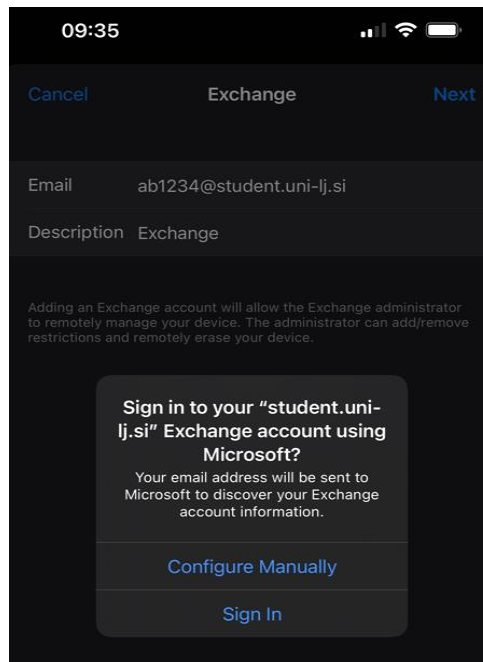 09:35
Cancel Exchange Next
Email ab1234@student.uni-lj.si
Description Exchange
Adding an Exchange account will allow the Exchange administrator
to remotely manage your device. The administrator can add/remove
restrictions and remotely erase your device.
Sign in to your “student.uni-
lj.si” Exchange account using
Microsoft?
Your email address will be sent to
Microsoft to discover your Exchange
account information.
Configure Manually
Sign In